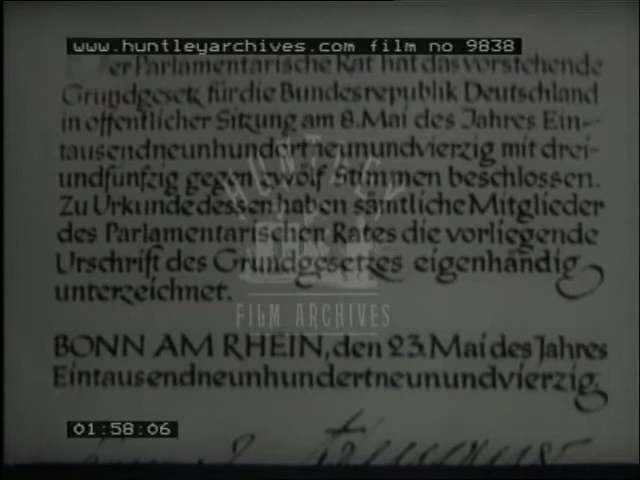 www.huntleyarchives.com film no 9838
er Parlamentarische Rat hat das vorstehende
Grundgesetz für die Bundesrepublik Deutschland
in öffentlicher Sitzung am 8. Mai des Jahres Ein-
tausendneunhundertneunundvierzig mit drei-
undfünfzig gegen zwölf Stimmen beschlossen.
Zu Urkunde dessen haben sämtliche Mitglieder
des Parlamentarischen Rates die vorliegende
Urschrift des Grundgesetzes eigenhändig
unterzeichnet.
HUNTLEY
FILM ARCHIVES
BONN AM RHEIN, den 23. Mai des Jahres
Eintausendneunhundertneunundvierzig.
01:58:06